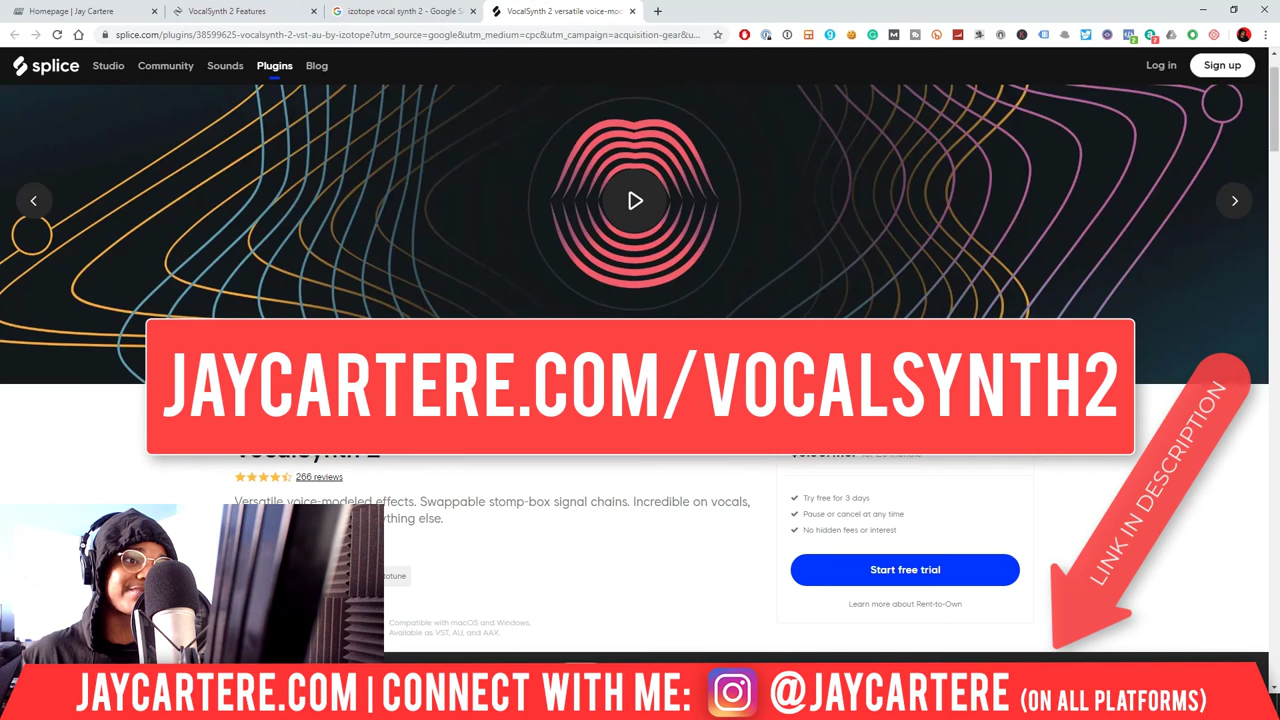 Homepage | Jay Cartere
VocalSynth 2 Features
izotope vocal synth 2 - Google S
VocalSynth 2 versatile voice-mod
splice.com/plugins/38599625-vocalsynth-2-vst-au-by-izotope?utm_source=google&utm_medium=cpc&utm_campaign=acquisition-gear&u...
splice
Studio
Community
Sounds
Plugins
Blog
Log in
Sign up
JAYCARTERE.COM/VOCALSYNTH2
VocalSynth 2
266 reviews
Versatile voice-modeled effects. Swappable stomp-box signal chains. Incredible on vocals,
ything else.
otune
Compatible with macOS and Windows,
Available as VST, AU, and AAX.
Try free for 3 days
Pause or cancel at any time
No hidden fees or interest
Start free trial
Learn more about Rent-to-Own
LINK IN DESCRIPTION
JAYCARTERE.COM | CONNECT WITH ME: @JAYCARTERE (ON ALL PLATFORMS)